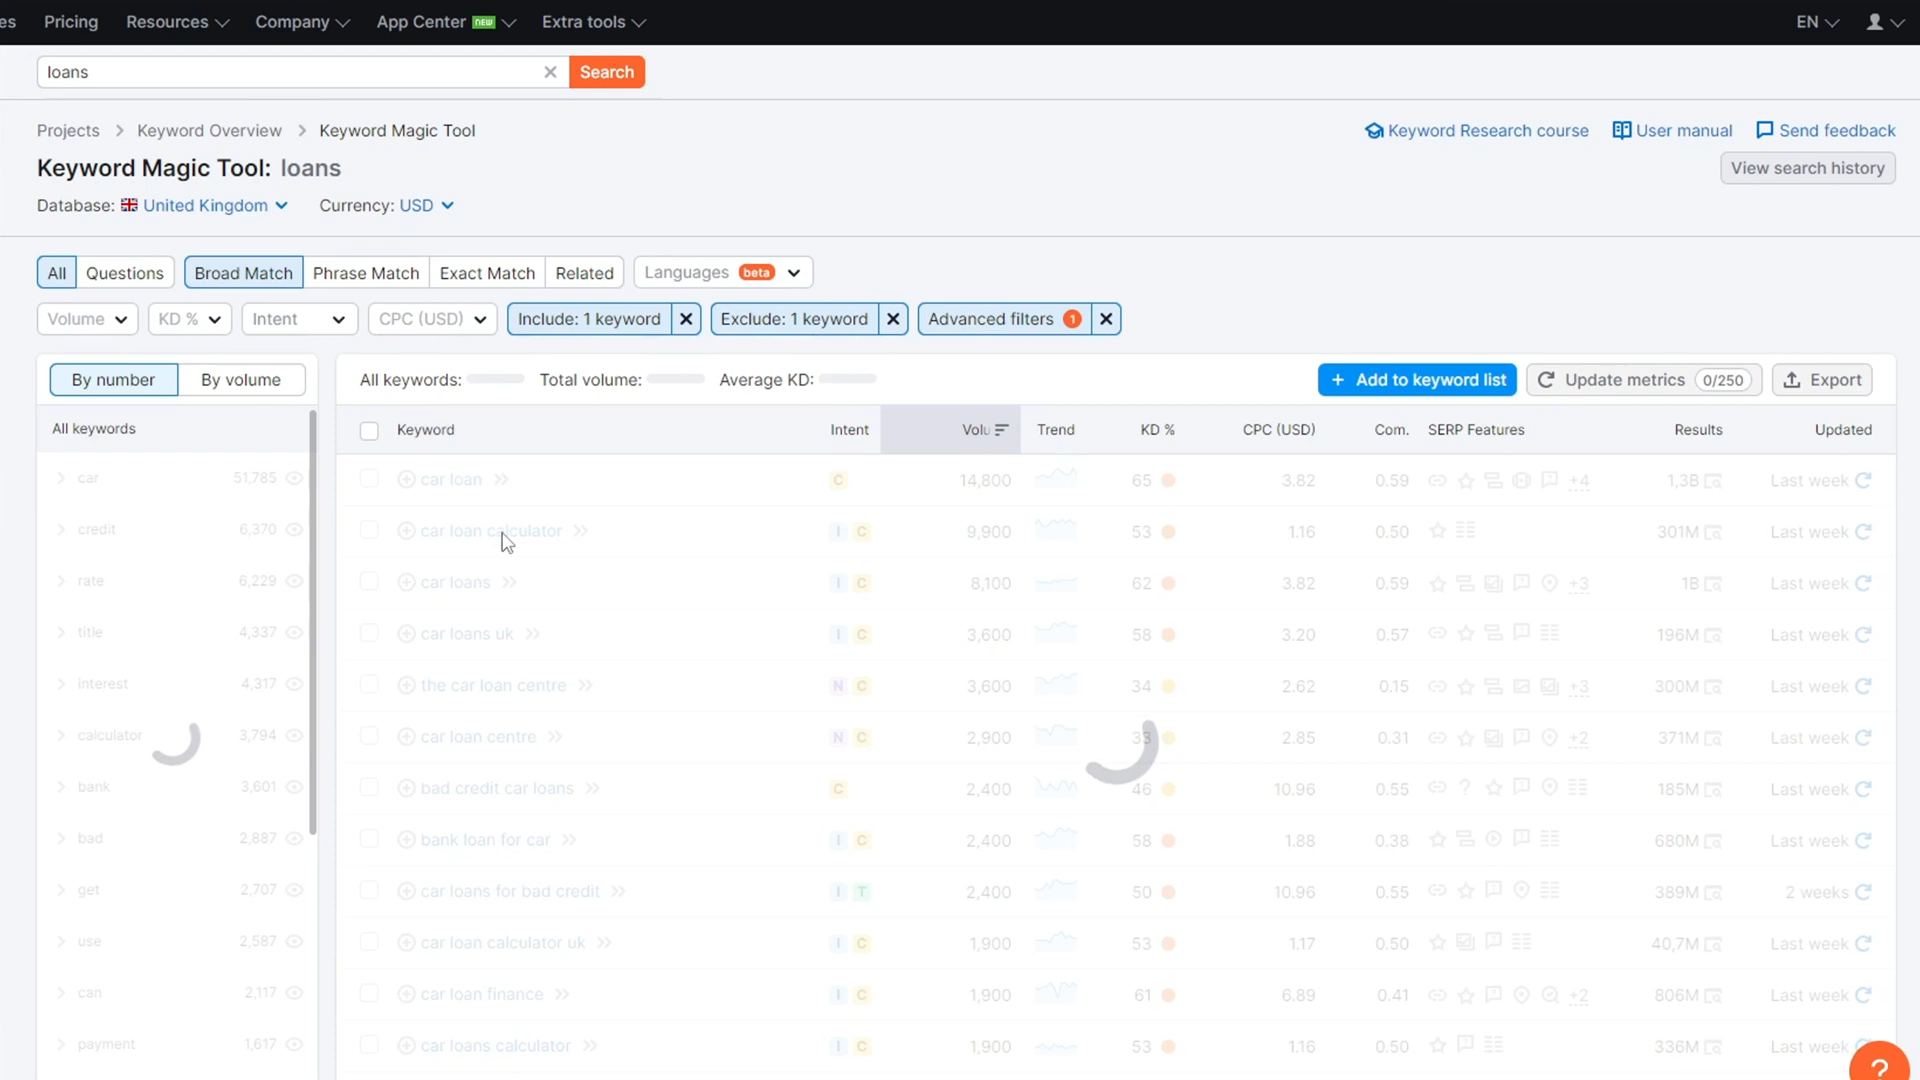 es Pricing Resources Company App Center NEW Extra tools EN
loans Search
Projects Keyword Overview Keyword Magic Tool Keyword Research course User manual Send feedback
Keyword Magic Tool: loans View search history
Database: United Kingdom Currency: USD
All Questions Broad Match Phrase Match Exact Match Related Languages beta
Volume KD % Intent CPC (USD) Include: 1 keyword Exclude: 1 keyword Advanced filters 1
By number By volume All keywords: Total volume: Average KD: + Add to keyword list Update metrics 0/250 Export
All keywords Keyword Intent Volu Trend KD % CPC (USD) Com. SERP Features Results Updated
car 51,785 car loan C 14,800 65 3.82 0.59 +4 1,3B Last week
credit 6,370 car loan calculator I C 9,900 53 1.16 0.50 301M Last week
rate 6,229 car loans I C 8,100 62 3.82 0.59 +3 1B Last week
title 4,337 car loans uk I C 3,600 58 3.20 0.57 196M Last week
interest 4,317 the car loan centre N C 3,600 34 2.62 0.15 +3 300M Last week
calculator 3,794 car loan centre N C 2,900 33 2.85 0.31 +2 371M Last week
bank 3,601 bad credit car loans C 2,400 46 10.96 0.55 ? 185M Last week
bad 2,887 bank loan for car I C 2,400 58 1.88 0.38 680M Last week
get 2,707 car loans for bad credit I T 2,400 50 10.96 0.55 389M 2 weeks
use 2,587 car loan calculator uk I C 1,900 53 1.17 0.50 40,7M Last week
can 2,117 car loan finance I C 1,900 61 6.89 0.41 +2 806M Last week
payment 1,617 car loans calculator I C 1,900 53 1.16 0.50 336M Last week
?